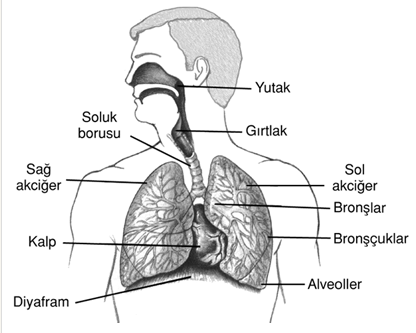 Yutak
Soluk
borusu
Gırtlak
Sağ
akciğer
Sol
akciğer
Bronşlar
Kalp
Bronşçuklar
Alveoller
Diyafram